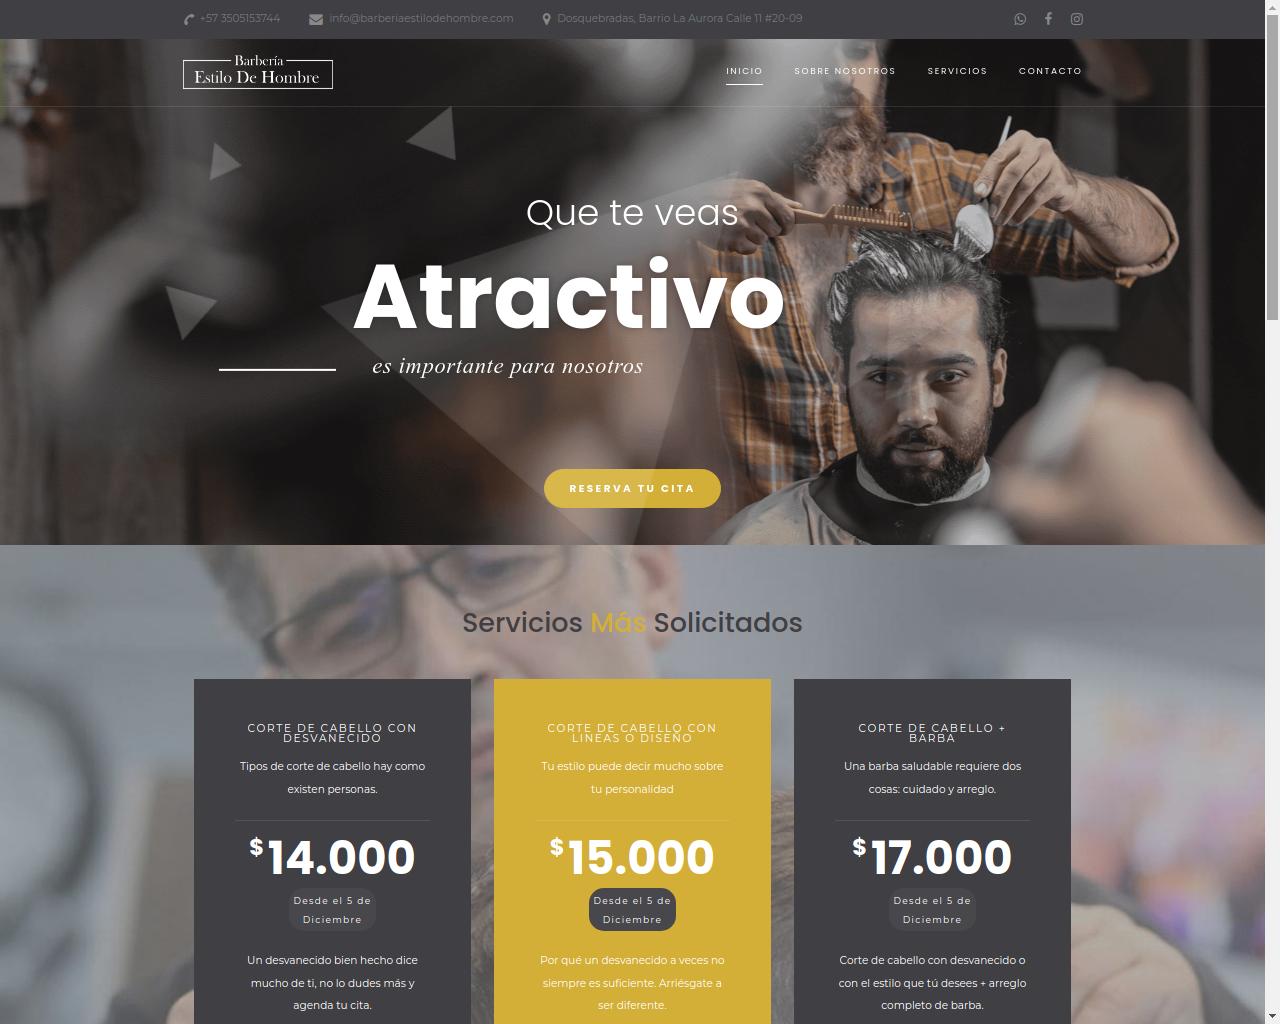 +57 3505153744
info@barberiaestilodehombre.com
Dosquebradas, Barrio La Aurora Calle 11 #20-09
Barbería
Estilo De Hombre
INICIO
SOBRE NOSOTROS
SERVICIOS
CONTACTO
Que te veas
Atractivo
es importante para nosotros
RESERVA TU CITA
Servicios Más Solicitados
CORTE DE CABELLO CON
DESVANECIDO
Tipos de corte de cabello hay como
existen personas.
$14.000
Desde el 5 de
Diciembre
Un desvanecido bien hecho dice
mucho de ti, no lo dudes más y
agenda tu cita.
CORTE DE CABELLO CON
LINEAS O DISEÑO
Tu estilo puede decir mucho sobre
tu personalidad
$15.000
Desde el 5 de
Diciembre
Por qué un desvanecido a veces no
siempre es suficiente. Arriésgate a
ser diferente.
CORTE DE CABELLO +
BARBA
Una barba saludable requiere dos
cosas: cuidado y arreglo.
$17.000
Desde el 5 de
Diciembre
Corte de cabello con desvanecido o
con el estilo que tú desees + arreglo
completo de barba.